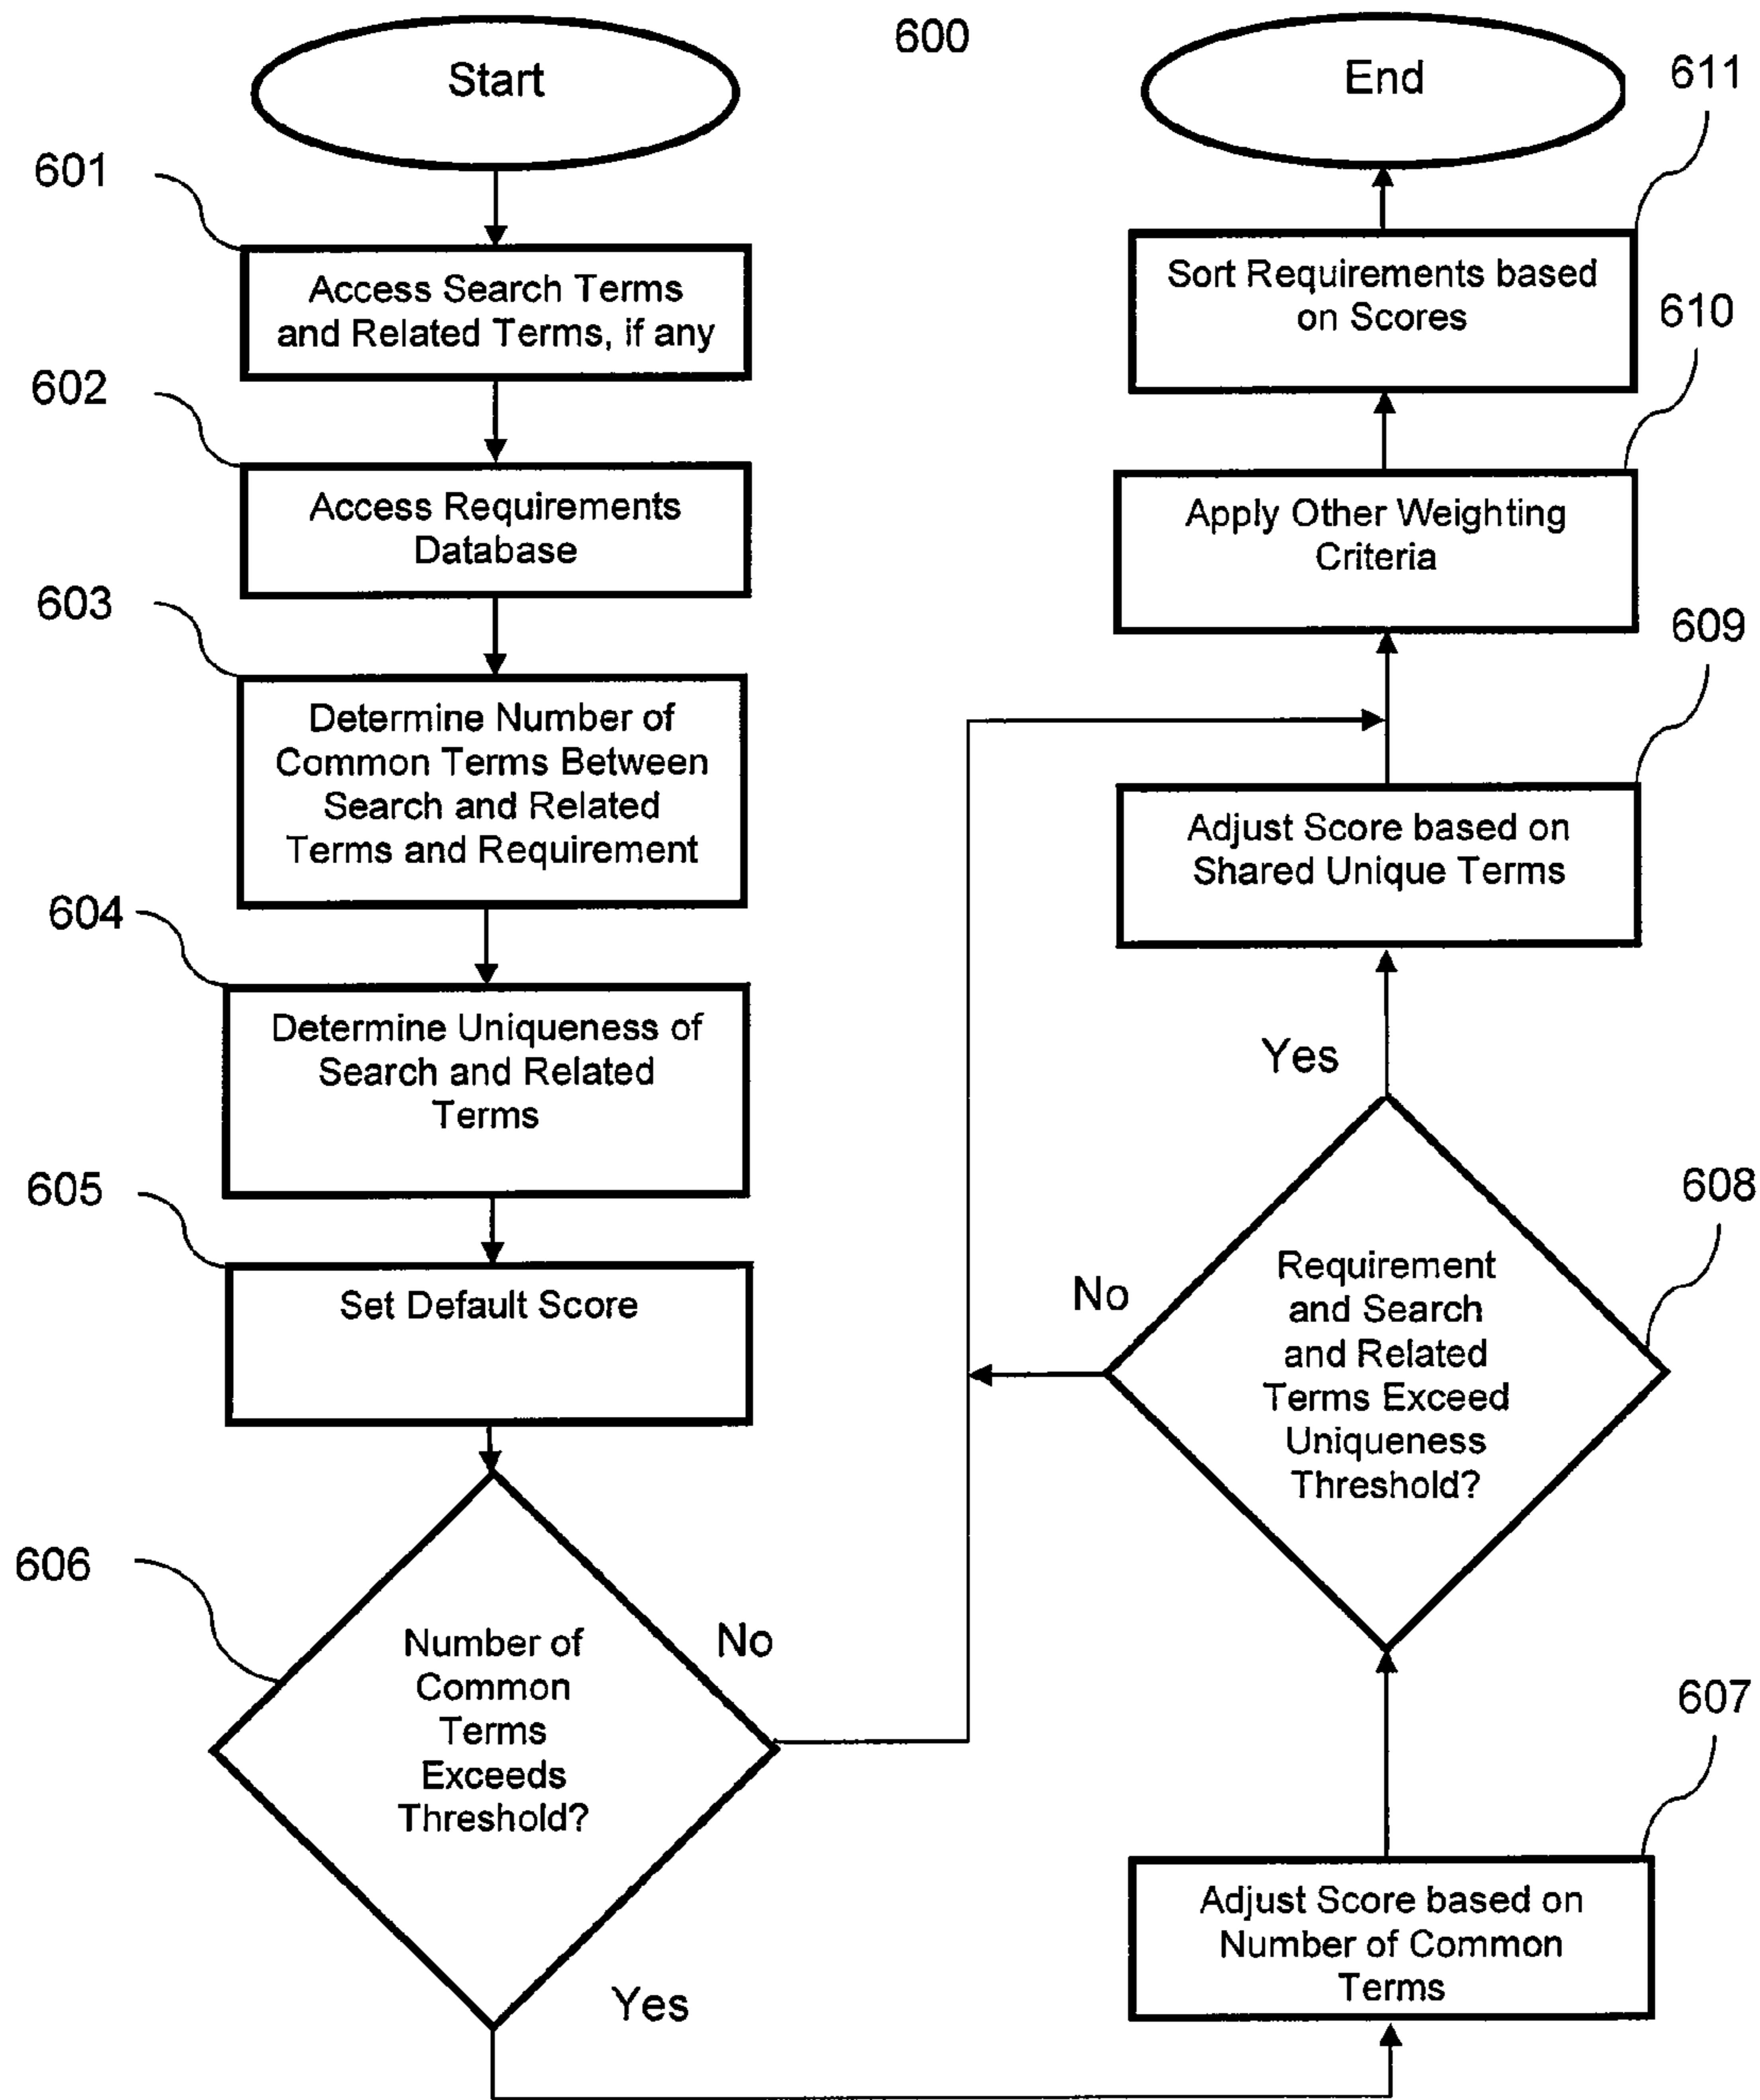 600
Start
601
Access Search Terms
and Related Terms, if any
602
Access Requirements
Database
603
Determine Number of
Common Terms Between
Search and Related
Terms and Requirement
604
Determine Uniqueness of
Search and Related
Terms
605
Set Default Score
606
Number of
Common
Terms
Exceeds
Threshold?
No
Yes
607
Adjust Score based on
Number of Common
Terms
608
Requirement
and Search
and Related
Terms Exceed
Uniqueness
Threshold?
No
Yes
609
Adjust Score based on
Shared Unique Terms
610
Apply Other Weighting
Criteria
611
Sort Requirements based
on Scores
End